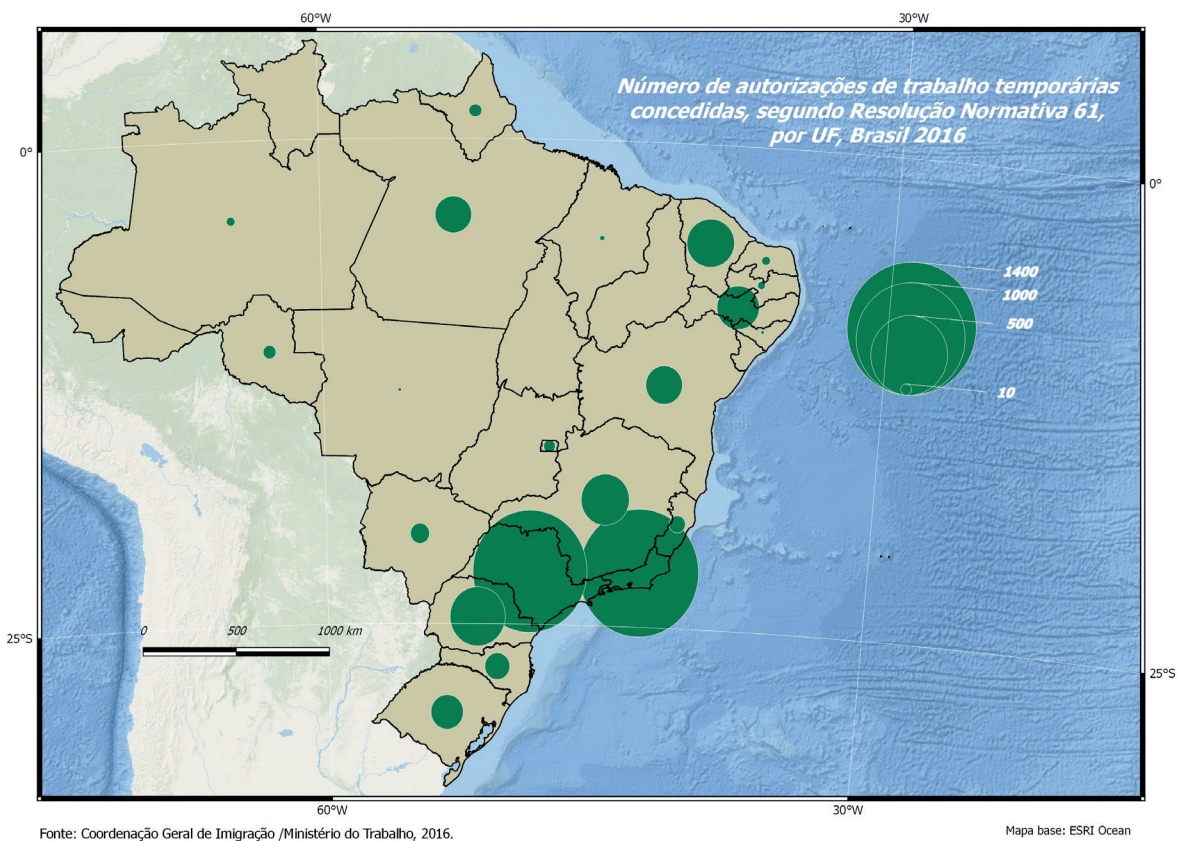 60°W
30°W
Número de autorizações de trabalho temporárias
concedidas, segundo Resolução Normativa 61,
por UF, Brasil 2016
0°
0°
1400
1000
500
10
0 500 1000 km
25°S
25°S
60°W
30°W
Fonte: Coordenação Geral de Imigração /Ministério do Trabalho, 2016.
Mapa base: ESRI Ocean